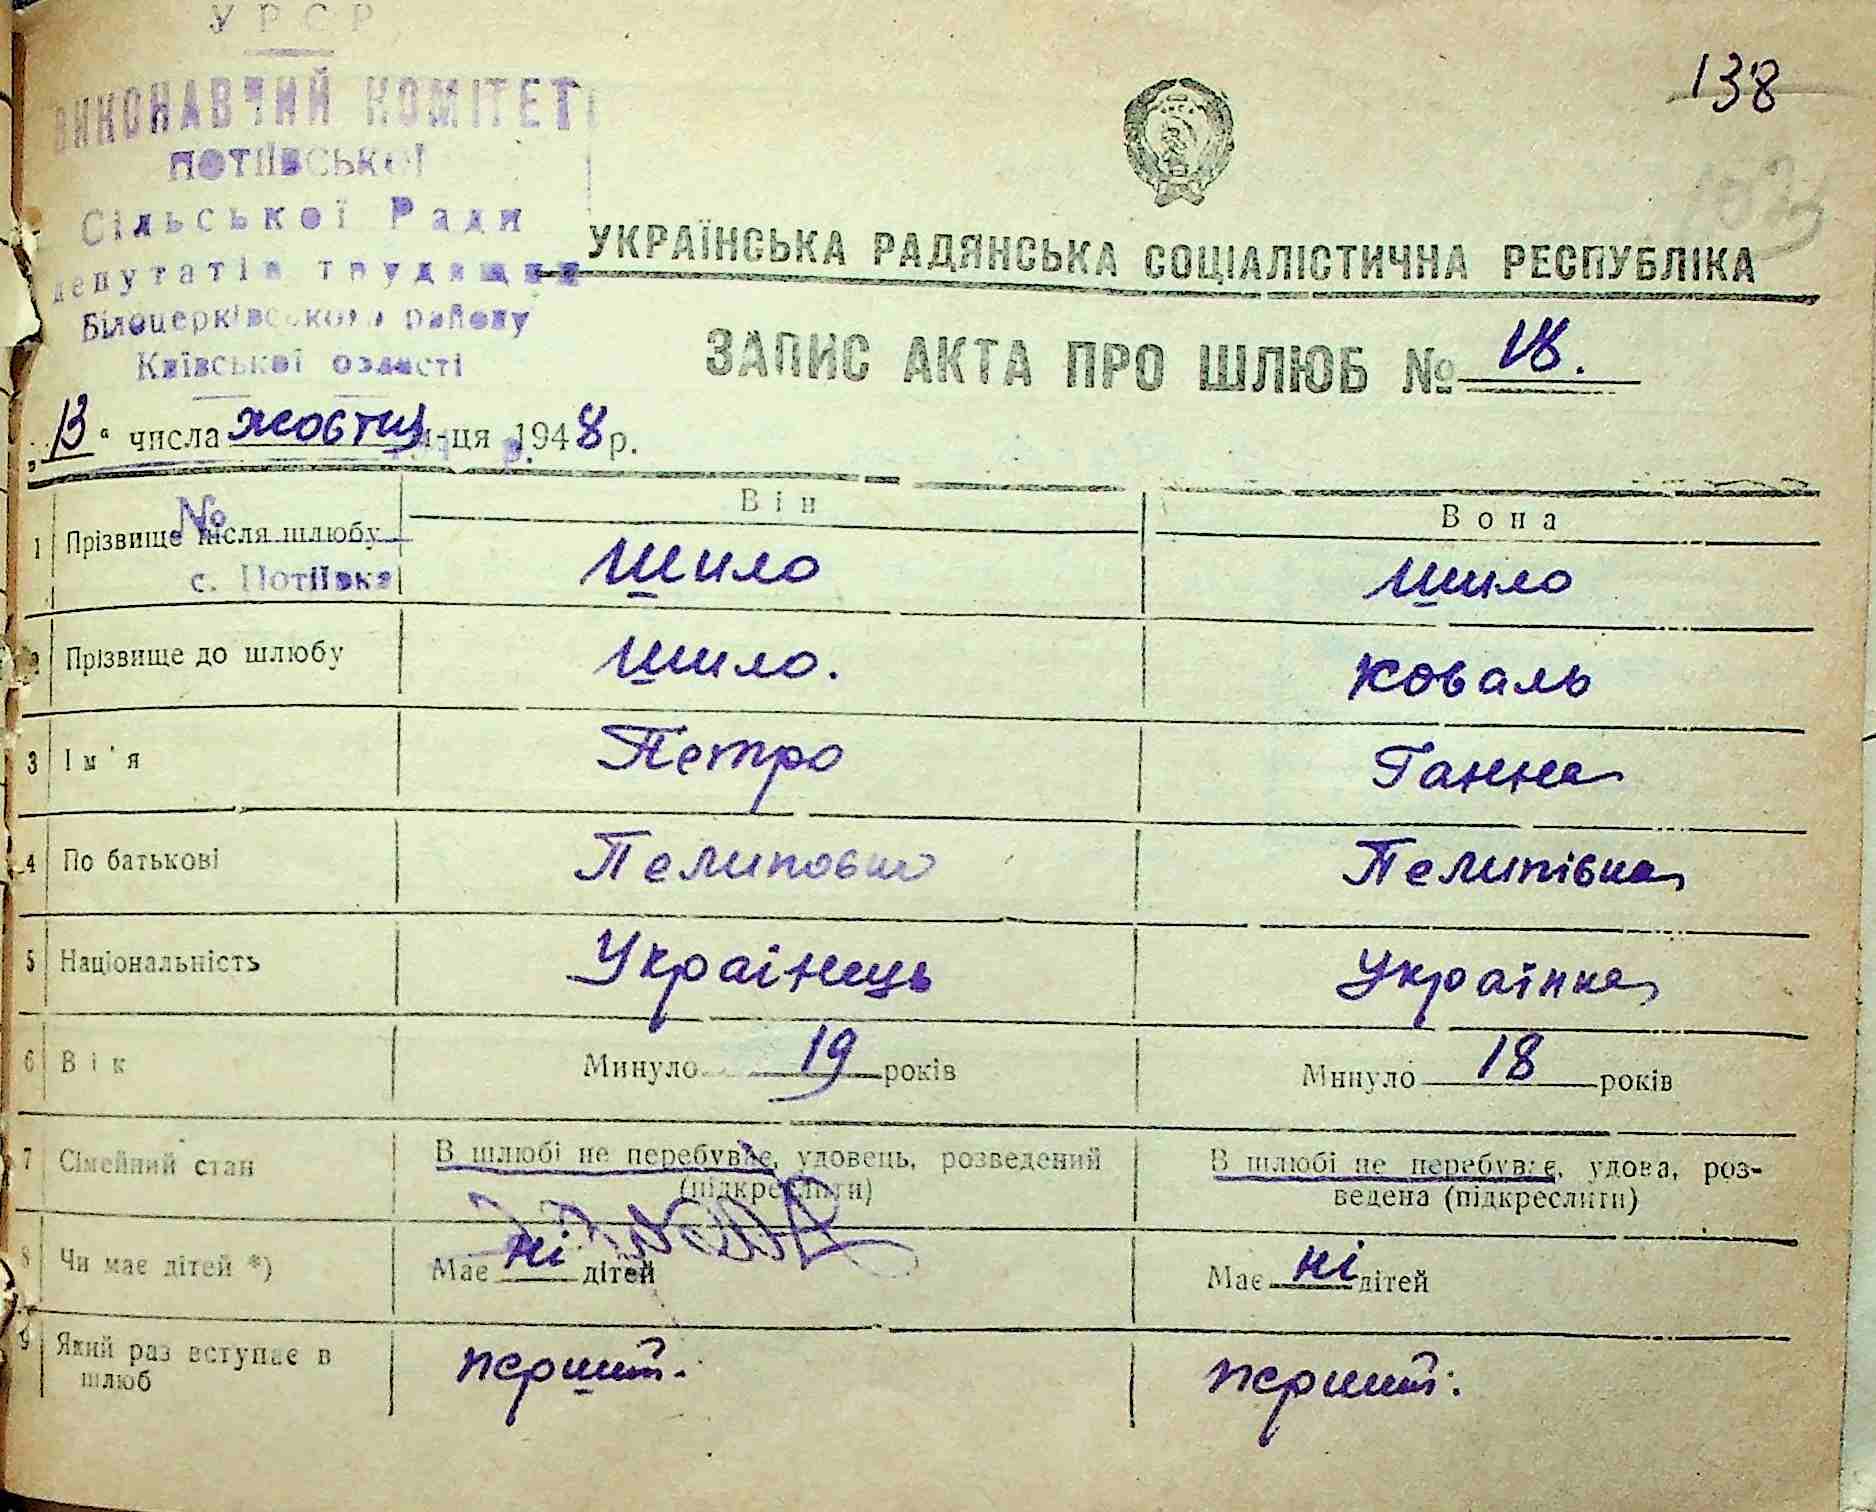 УРСР
ВИКОНАВЧИЙ КОМІТЕТ
ПОТІЇВСЬКОЇ
Сільської Ради
депутатів трудящих
Білоцерківського району
Київської області
138
УКРАЇНСЬКА РАДЯНСЬКА СОЦІАЛІСТИЧНА РЕСПУБЛІКА
ЗАПИС АКТА ПРО ШЛЮБ № 18.
„13“ числа жовтня м-ця 1948 р.
№
с. Потіївка
Він Вона
1 Прізвище після шлюбу Шило Шило
2 Прізвище до шлюбу Шило. Коваль
3 Ім'я Петро Ганна
4 По батькові Пелипович Пелипівна
5 Національність Українець Українка
6 Вік Минуло 19 років Минуло 18 років
7 Сімейний стан В шлюбі не перебуває, удовець, розведений (підкреслити) В шлюбі не перебуває, удова, роз-
ведена (підкреслити)
8 Чи має дітей *) Має ні дітей Має ні дітей
9 Який раз вступає в шлюб перший. перший.